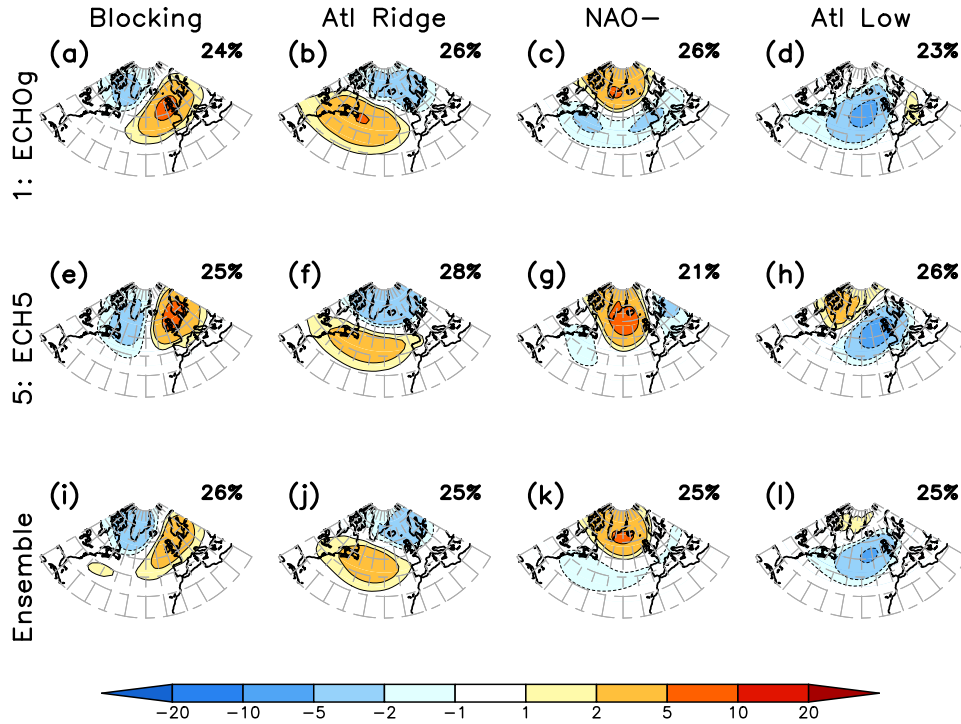 Blocking Atl Ridge NAO− Atl Low
(a) 24% (b) 26% (c) 26% (d) 23%
1: ECHOg
(e) 25% (f) 28% (g) 21% (h) 26%
5: ECH5
(i) 26% (j) 25% (k) 25% (l) 25%
Ensemble
−20 −10 −5 −2 −1 1 2 5 10 20